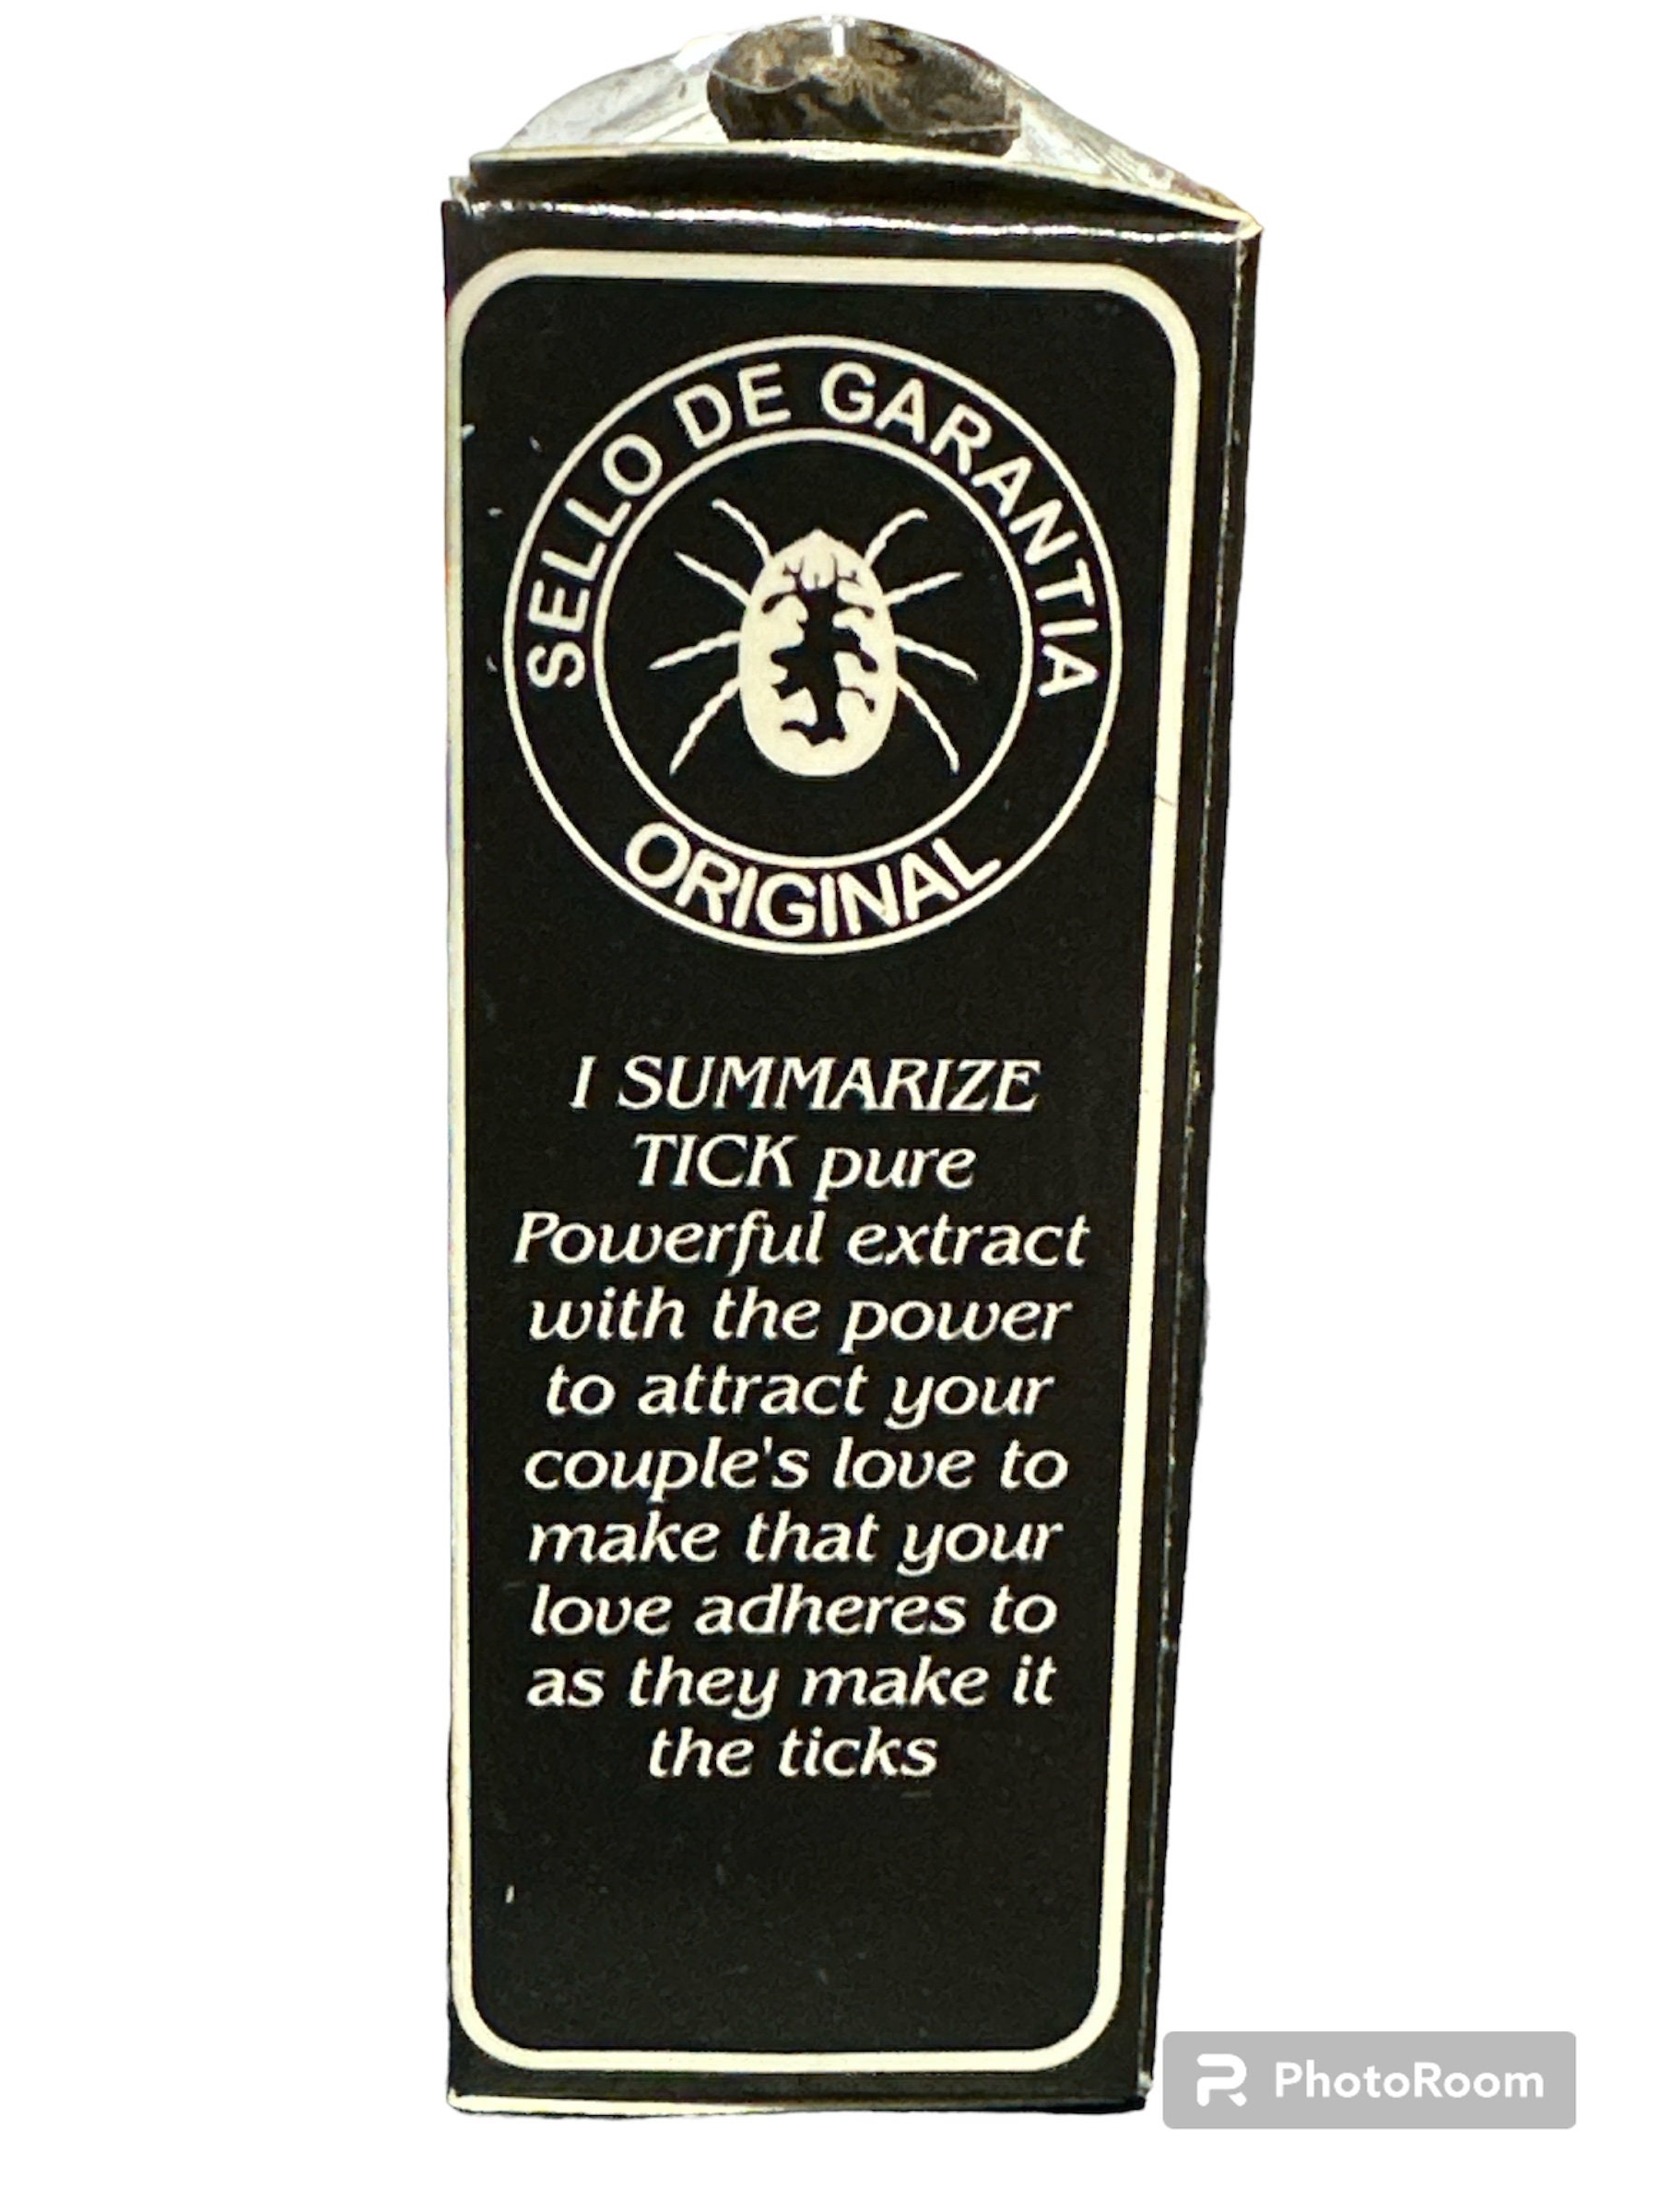 SELLO DE GARANTIA
ORIGINAL
I SUMMARIZE
TICK pure
Powerful extract
with the power
to attract your
couple's love to
make that your
love adheres to
as they make it
the ticks
PhotoRoom